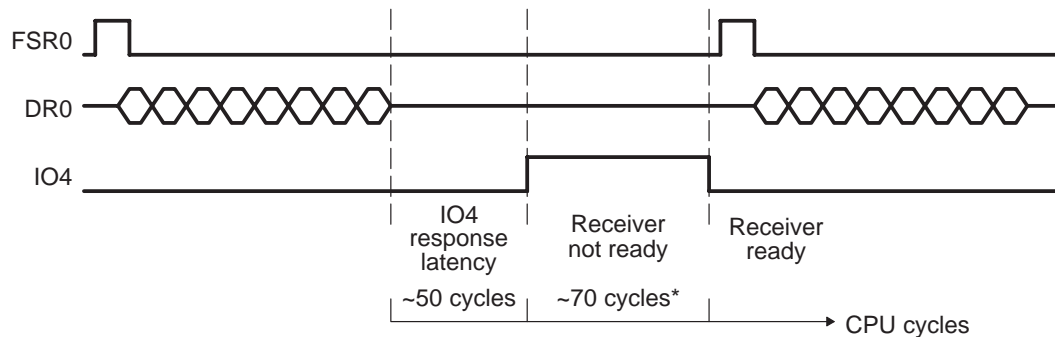 FSR0
DR0
IO4
IO4
response
latency
Receiver
not ready
Receiver
ready
~50 cycles
~70 cycles*
CPU cycles